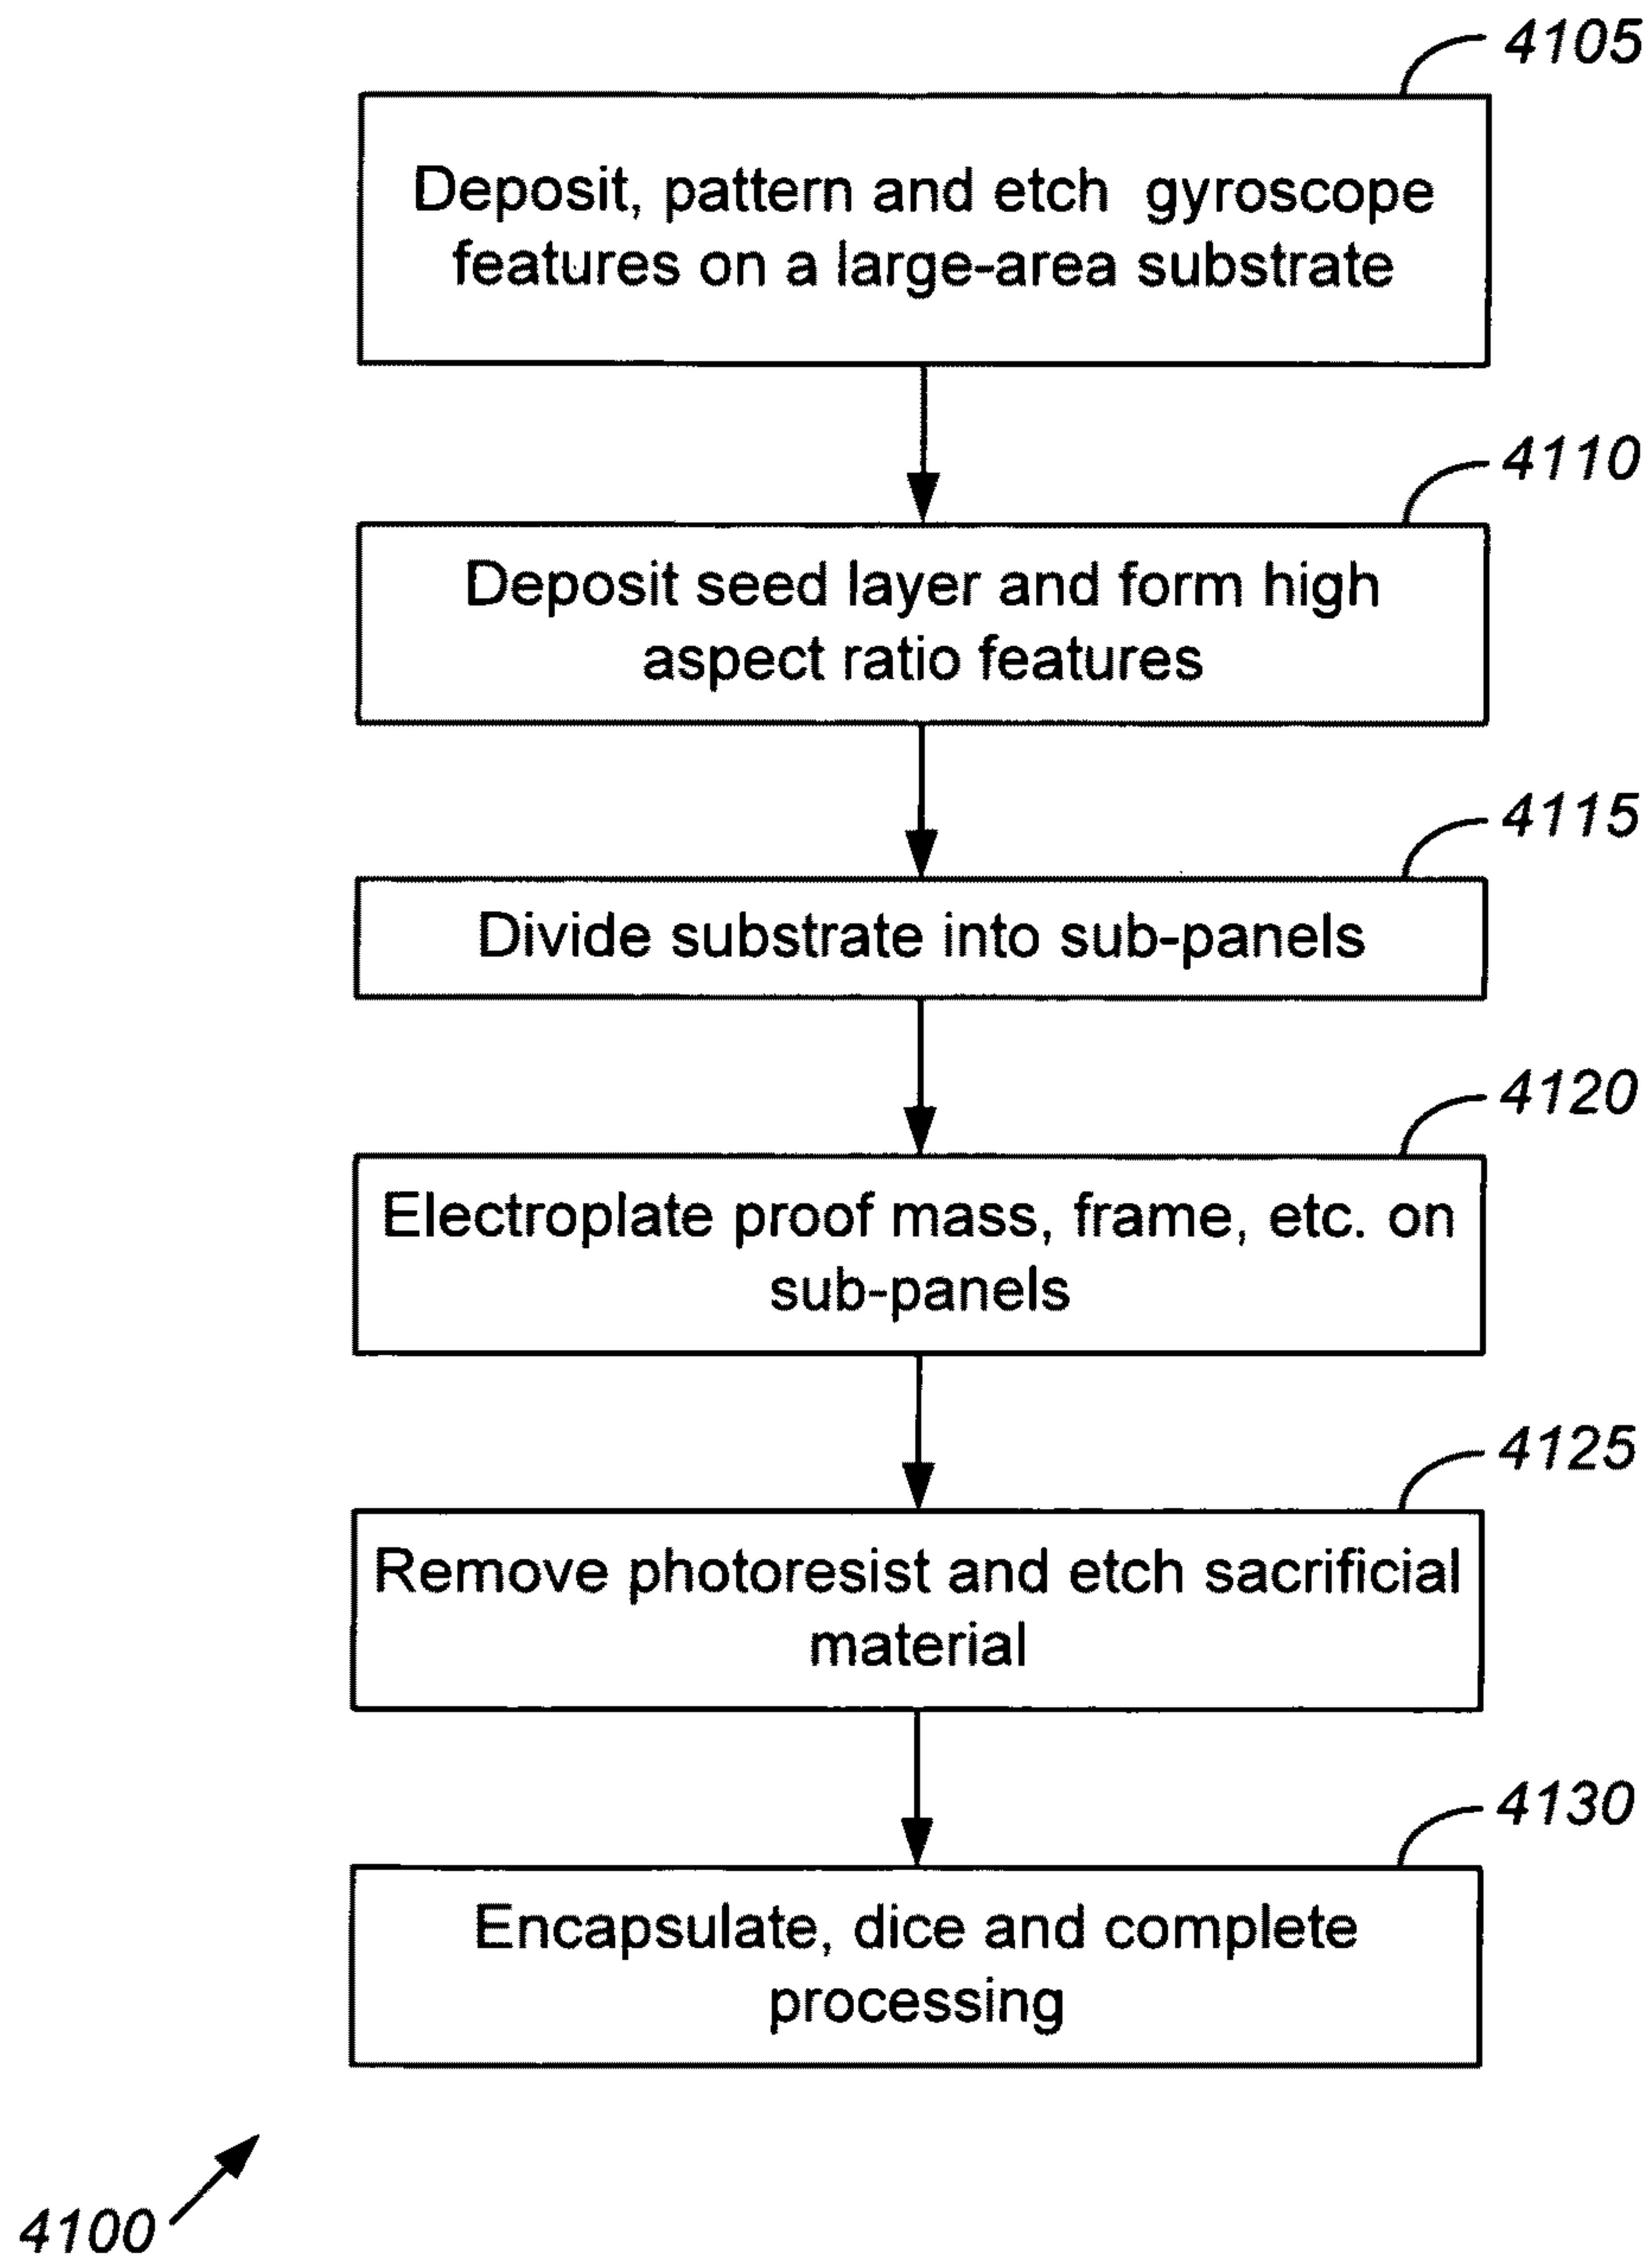 4105
Deposit, pattern and etch gyroscope
features on a large-area substrate
4110
Deposit seed layer and form high
aspect ratio features
4115
Divide substrate into sub-panels
4120
Electroplate proof mass, frame, etc. on
sub-panels
4125
Remove photoresist and etch sacrificial
material
4130
Encapsulate, dice and complete
processing
4100